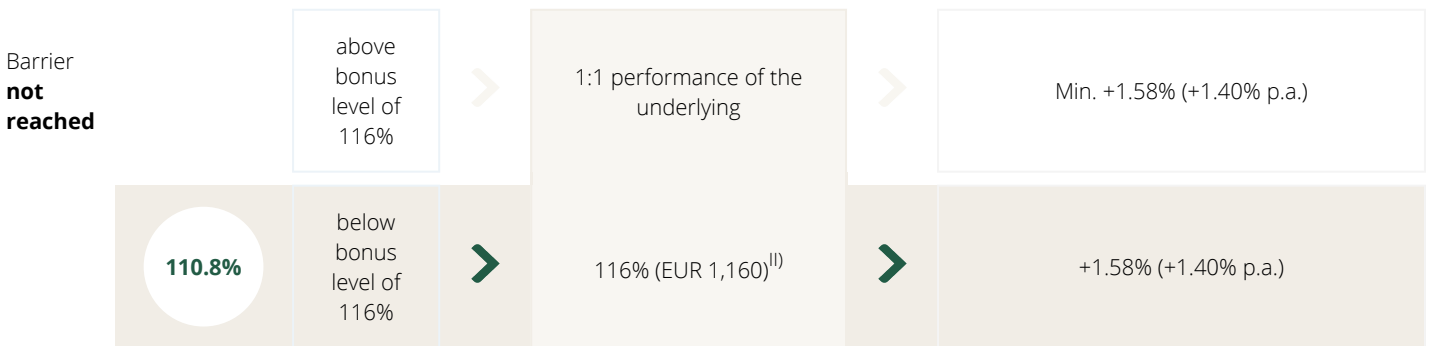 Barrier
not
reached
above
bonus
level of
116%
1:1 performance of the
underlying
Min. +1.58% (+1.40% p.a.)
110.8%
below
bonus
level of
116%
116% (EUR 1,160)II)
+1.58% (+1.40% p.a.)